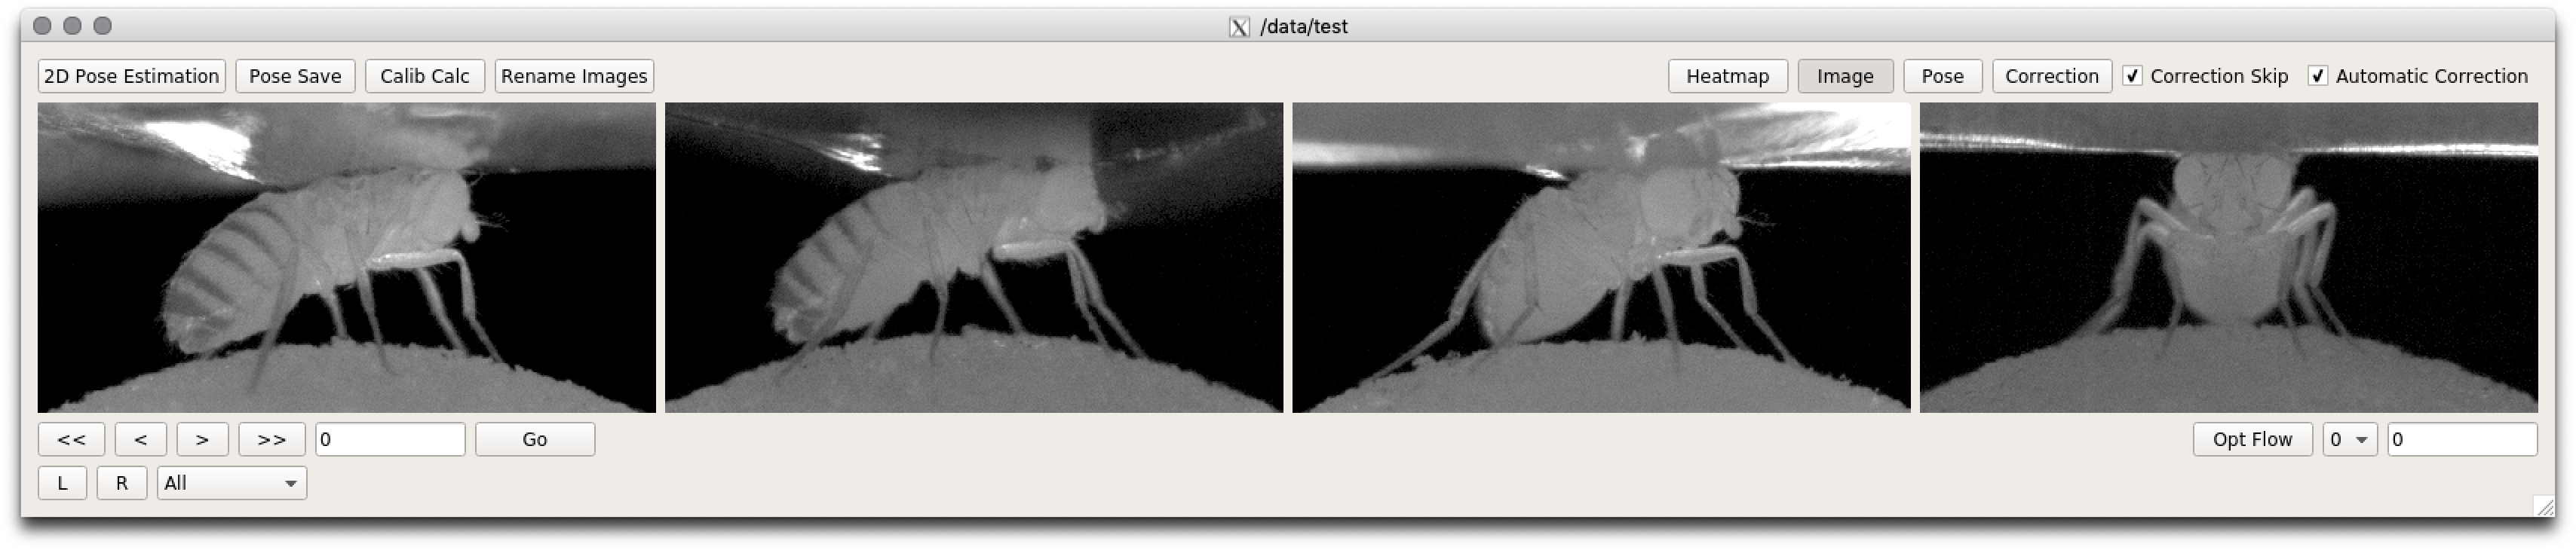 /data/test
2D Pose Estimation Pose Save Calib Calc Rename Images Heatmap Image Pose Correction Correction Skip Automatic Correction
<< < > >> 0 Go Opt Flow 0 0
L R All